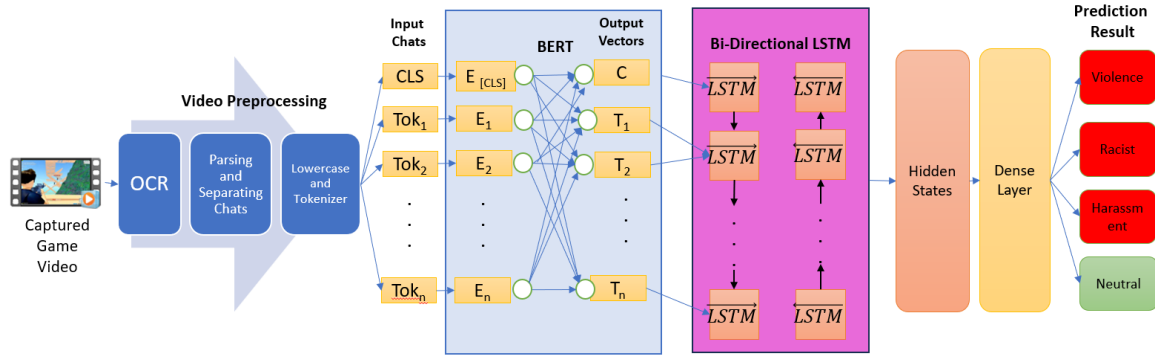 Captured
Game
Video
Video Preprocessing
OCR
Parsing
and
Separating
Chats
Lowercase and
Tokenizer
Input
Chats
CLS
Tok1
Tok2
.
.
.
Tokn
BERT
E [CLS]
E1
E2
.
.
.
En
Output
Vectors
C
T1
T2
.
.
.
Tn
Bi-Directional LSTM
LSTM LSTM
LSTM LSTM
. .
. .
LSTM LSTM
Hidden
States
Dense
Layer
Prediction
Result
Violence
Racist
Harassm
ent
Neutral